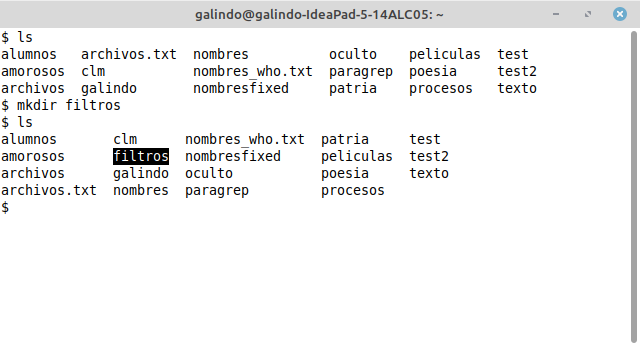 galindo@galindo-IdeaPad-5-14ALC05: ~
$ ls
alumnos   archivos.txt  nombres          oculto    peliculas  test
amorosos  clm           nombres_who.txt  paragrep  poesia     test2
archivos  galindo       nombresfixed     patria    procesos   texto
$ mkdir filtros
$ ls
alumnos       clm      nombres_who.txt  patria     test
amorosos      filtros  nombresfixed     peliculas  test2
archivos      galindo  oculto           poesia     texto
archivos.txt  nombres  paragrep         procesos
$